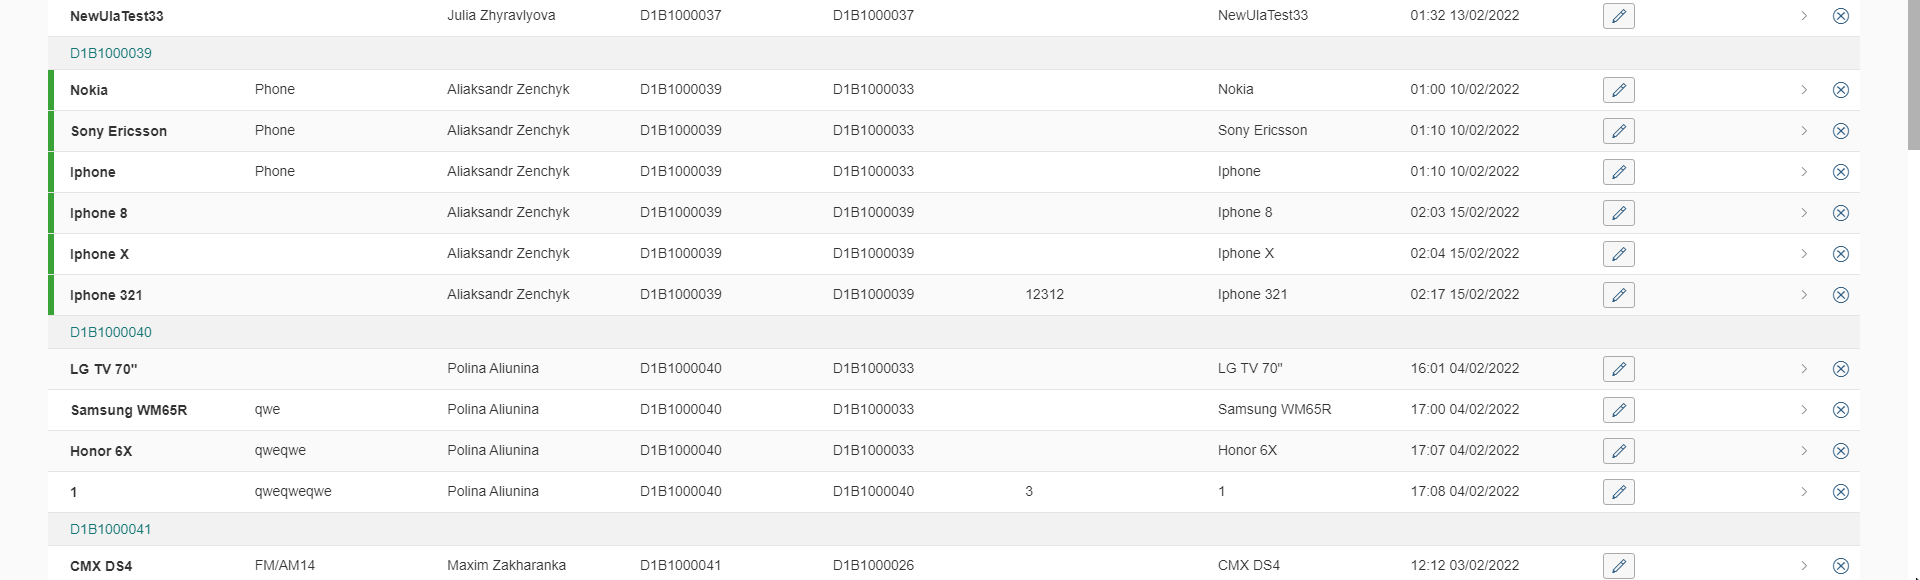 NewUlaTest33 Julia Zhyravlyova D1B1000037 D1B1000037 NewUlaTest33 01:32 13/02/2022
D1B1000039
Nokia Phone Aliaksandr Zenchyk D1B1000039 D1B1000033 Nokia 01:00 10/02/2022
Sony Ericsson Phone Aliaksandr Zenchyk D1B1000039 D1B1000033 Sony Ericsson 01:10 10/02/2022
Iphone Phone Aliaksandr Zenchyk D1B1000039 D1B1000033 Iphone 01:10 10/02/2022
Iphone 8 Aliaksandr Zenchyk D1B1000039 D1B1000039 Iphone 8 02:03 15/02/2022
Iphone X Aliaksandr Zenchyk D1B1000039 D1B1000039 Iphone X 02:04 15/02/2022
Iphone 321 Aliaksandr Zenchyk D1B1000039 D1B1000039 12312 Iphone 321 02:17 15/02/2022
D1B1000040
LG TV 70" Polina Aliunina D1B1000040 D1B1000033 LG TV 70" 16:01 04/02/2022
Samsung WM65R qwe Polina Aliunina D1B1000040 D1B1000033 Samsung WM65R 17:00 04/02/2022
Honor 6X qweqwe Polina Aliunina D1B1000040 D1B1000033 Honor 6X 17:07 04/02/2022
1 qweqweqwe Polina Aliunina D1B1000040 D1B1000040 3 1 17:08 04/02/2022
D1B1000041
CMX DS4 FM/AM14 Maxim Zakharanka D1B1000041 D1B1000026 CMX DS4 12:12 03/02/2022